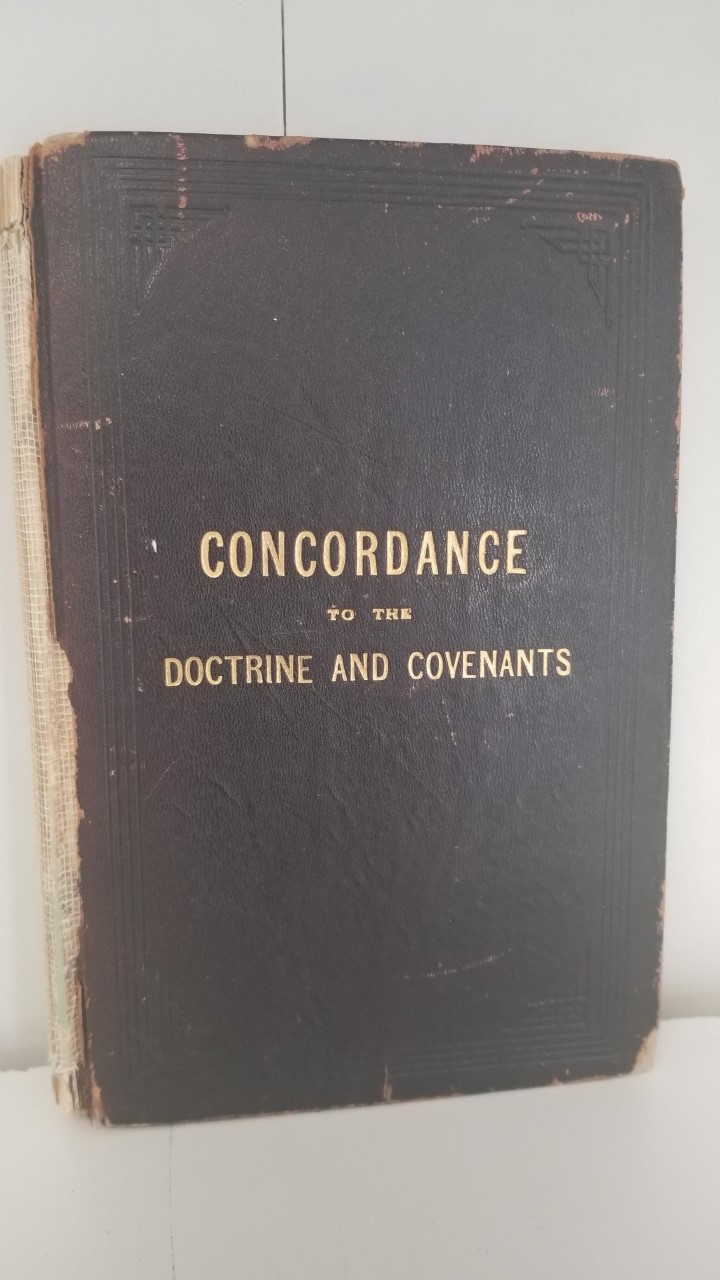 CONCORDANCE
TO THE
DOCTRINE AND COVENANTS